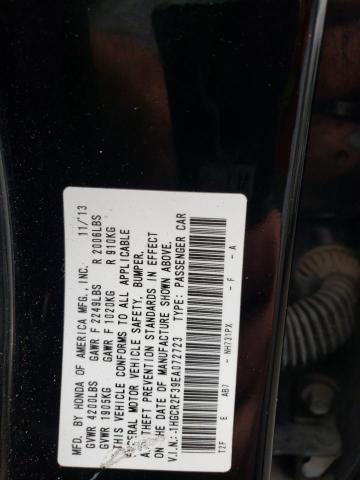 MFD. BY HONDA OF AMERICA MFG., INC. 11/13
GVWR 4200LBS GAWR F 2249LBS R 2006LBS
GVWR 1905KG GAWR F 1020KG R 910KG
THIS VEHICLE CONFORMS TO ALL APPLICABLE
FEDERAL MOTOR VEHICLE SAFETY, BUMPER,
AND THEFT PREVENTION STANDARDS IN EFFECT
ON THE DATE OF MANUFACTURE SHOWN ABOVE.
V.I.N.: 1HGCR2F39EA072723 TYPE: PASSENGER CAR
T2F E AB7 - NH731PX - F - A